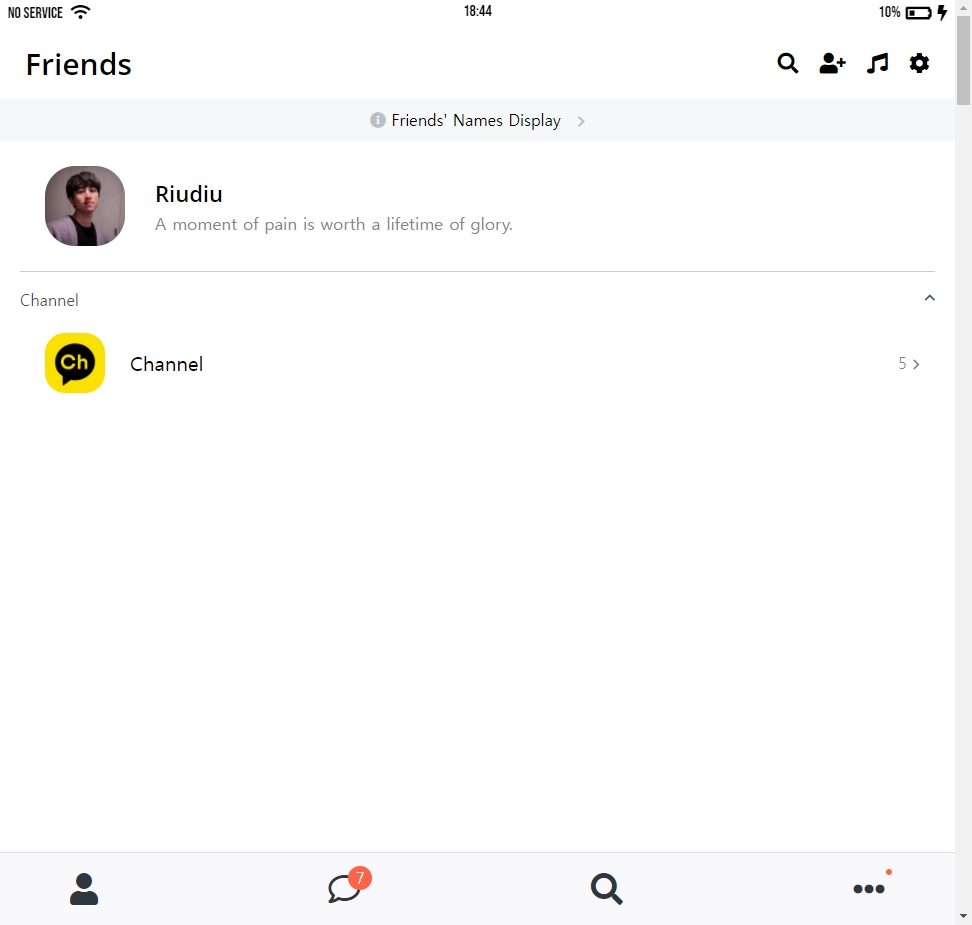 NO SERVICE 18:44 10%
Friends
Friends' Names Display
Riudiu
A moment of pain is worth a lifetime of glory.
Channel
Ch Channel 5
7